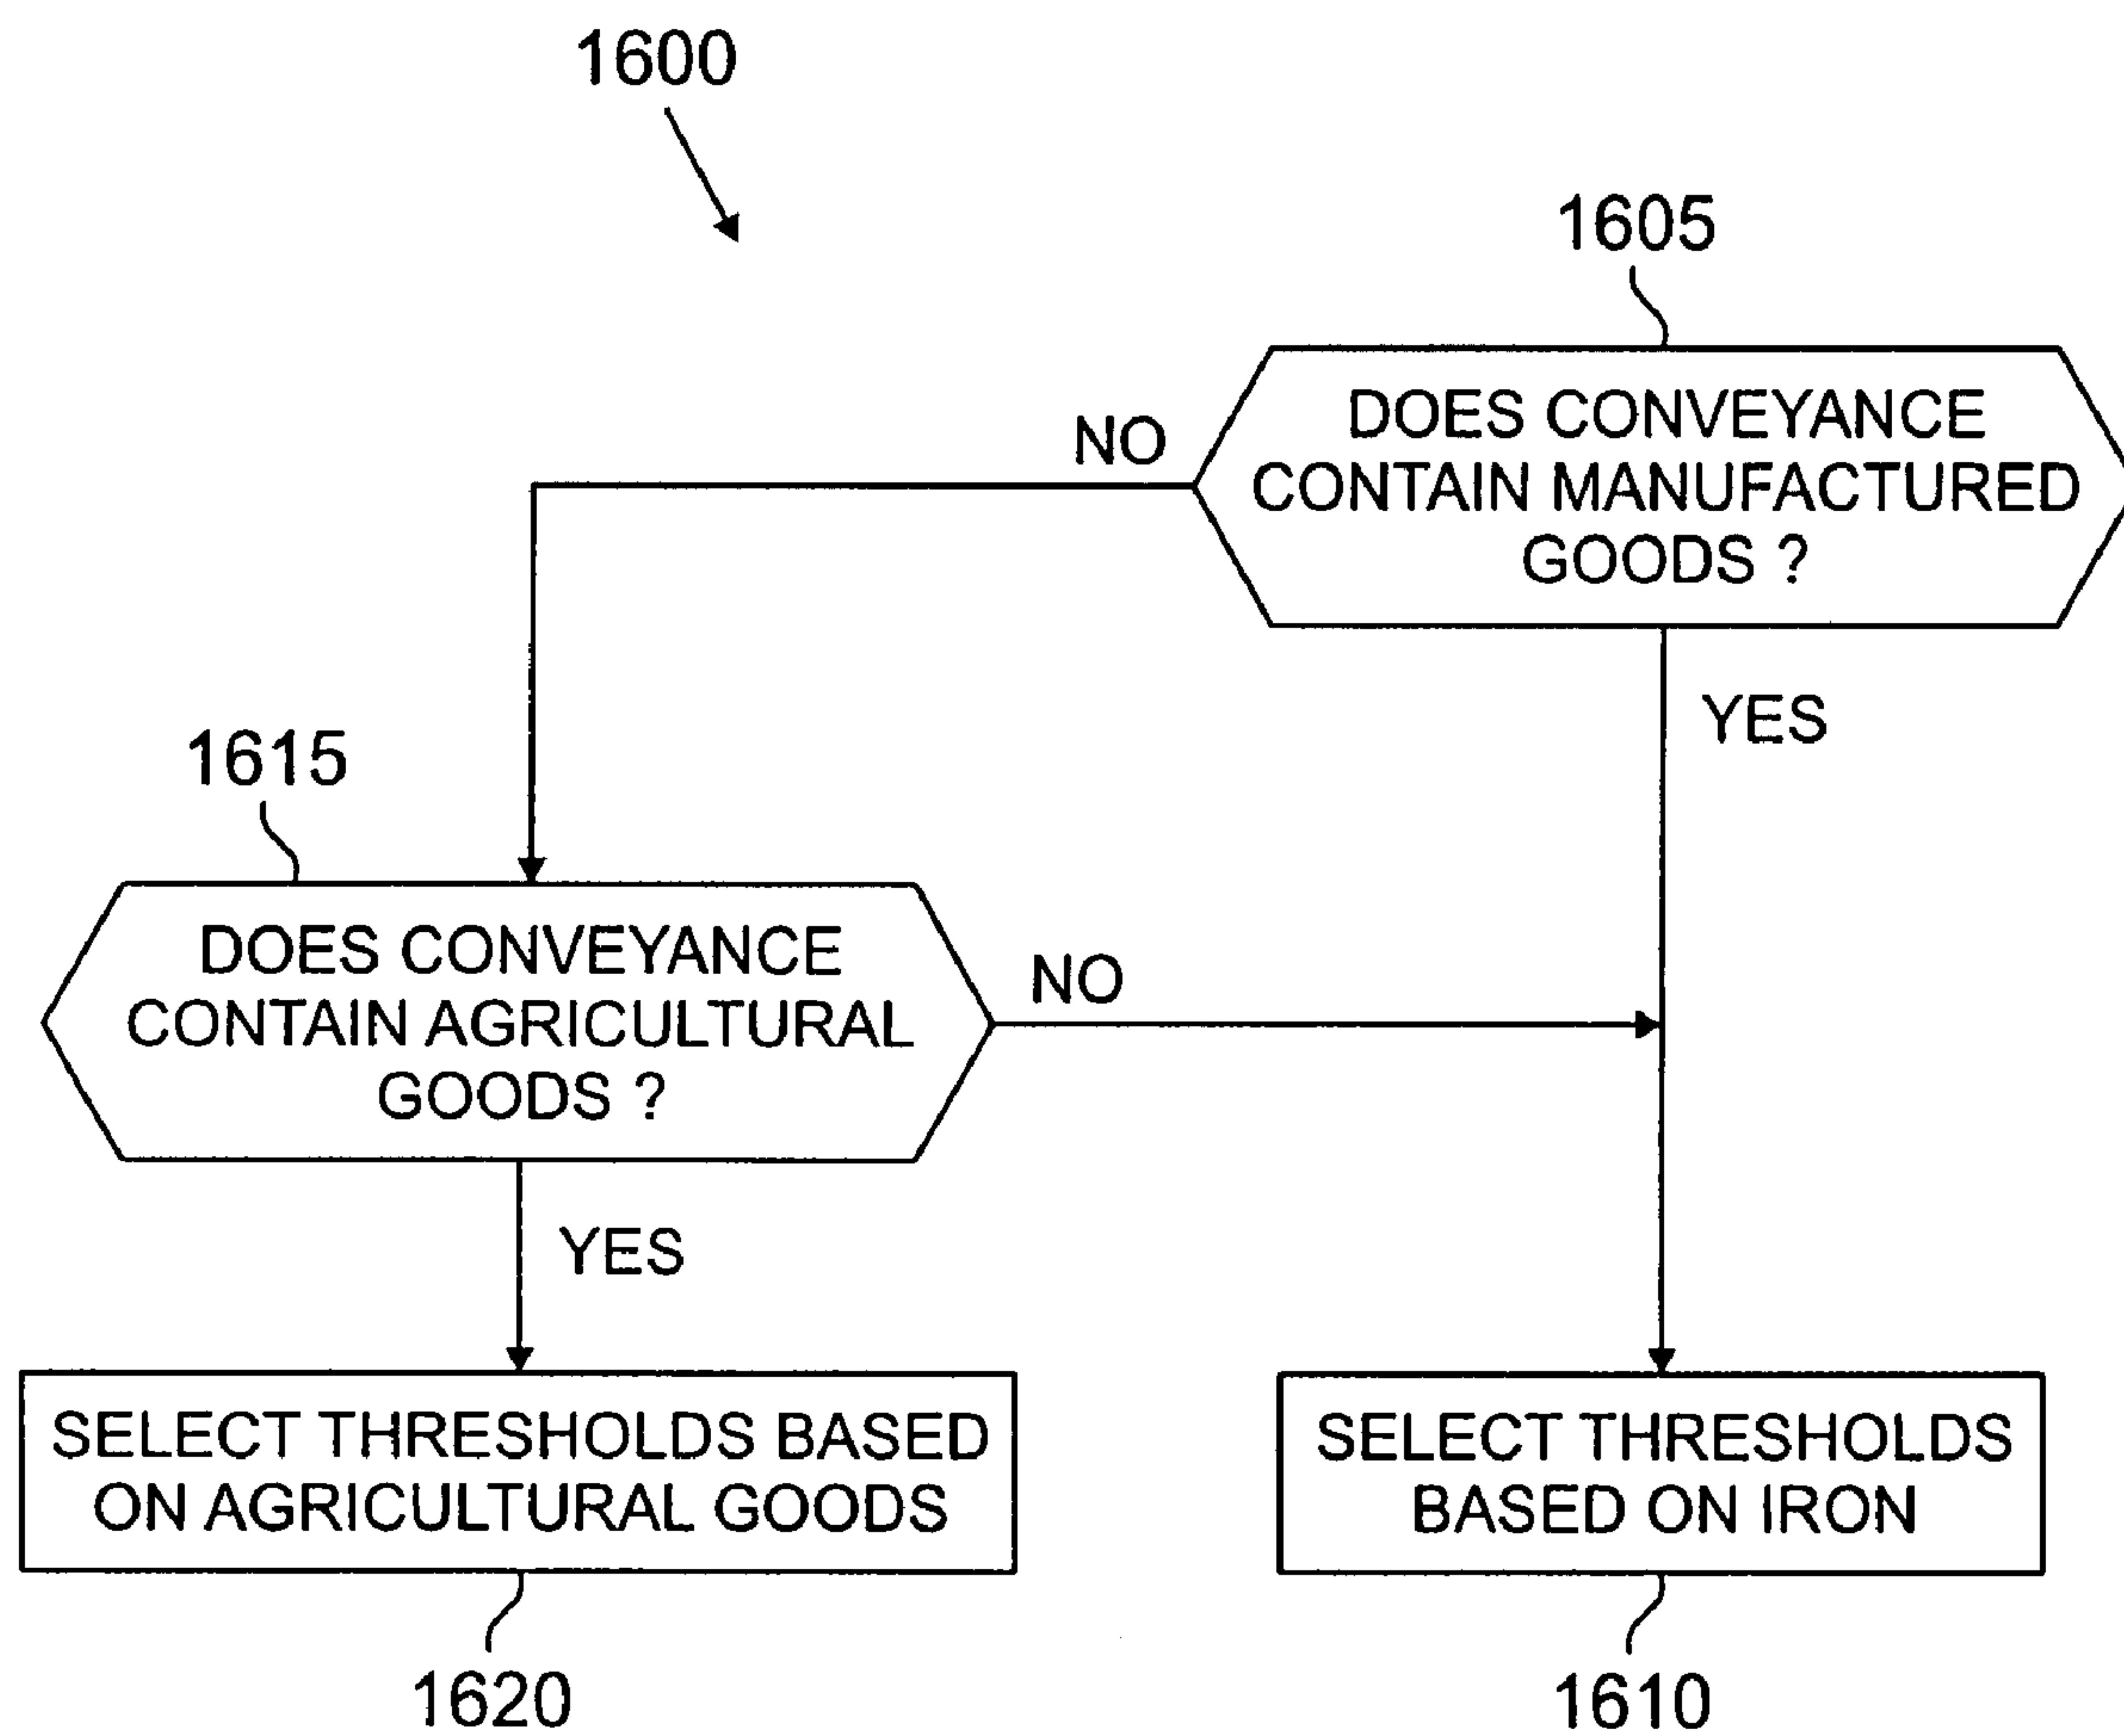 1600
1605
DOES CONVEYANCE
CONTAIN MANUFACTURED
GOODS ?
NO
YES
1615
DOES CONVEYANCE
CONTAIN AGRICULTURAL
GOODS ?
NO
YES
SELECT THRESHOLDS BASED
ON AGRICULTURAL GOODS
1620
SELECT THRESHOLDS
BASED ON IRON
1610